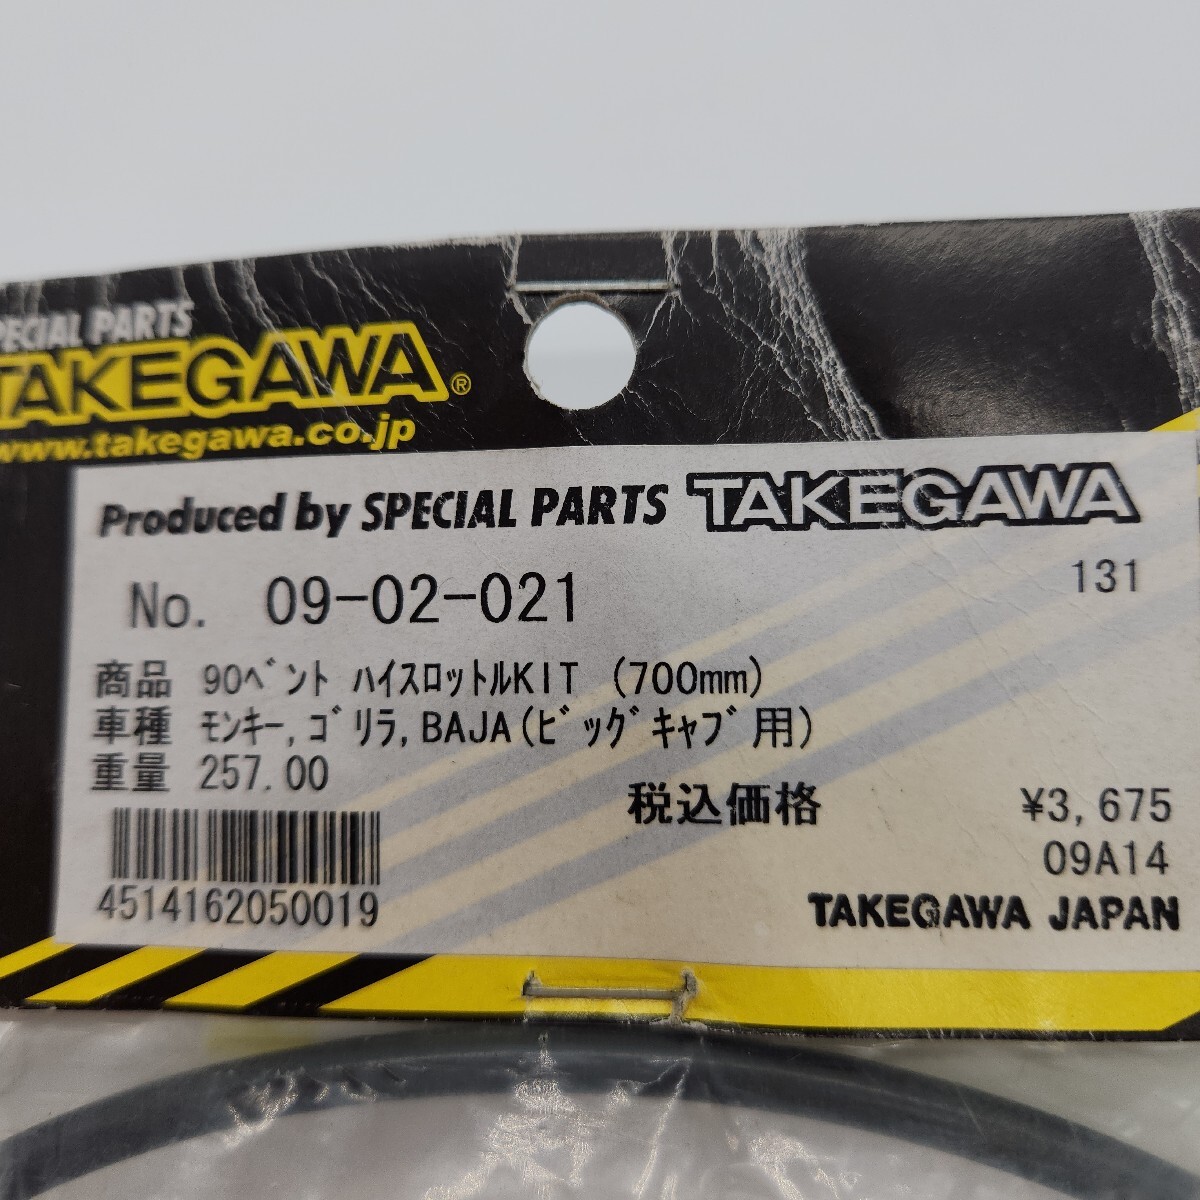 SPECIAL PARTS
TAKEGAWA®
www.takegawa.co.jp
Produced by SPECIAL PARTS TAKEGAWA
No. 09-02-021
131
商品 90ﾍﾞﾝﾄ ﾊｲｽﾛｯﾄﾙKIT (700mm)
車種 ﾓﾝｷｰ,ｺﾞﾘﾗ,BAJA(ﾋﾞｯｸﾞｷｬﾌﾞ用)
重量 257.00
税込価格 ¥3,675
09A14
4514162050019
TAKEGAWA JAPAN